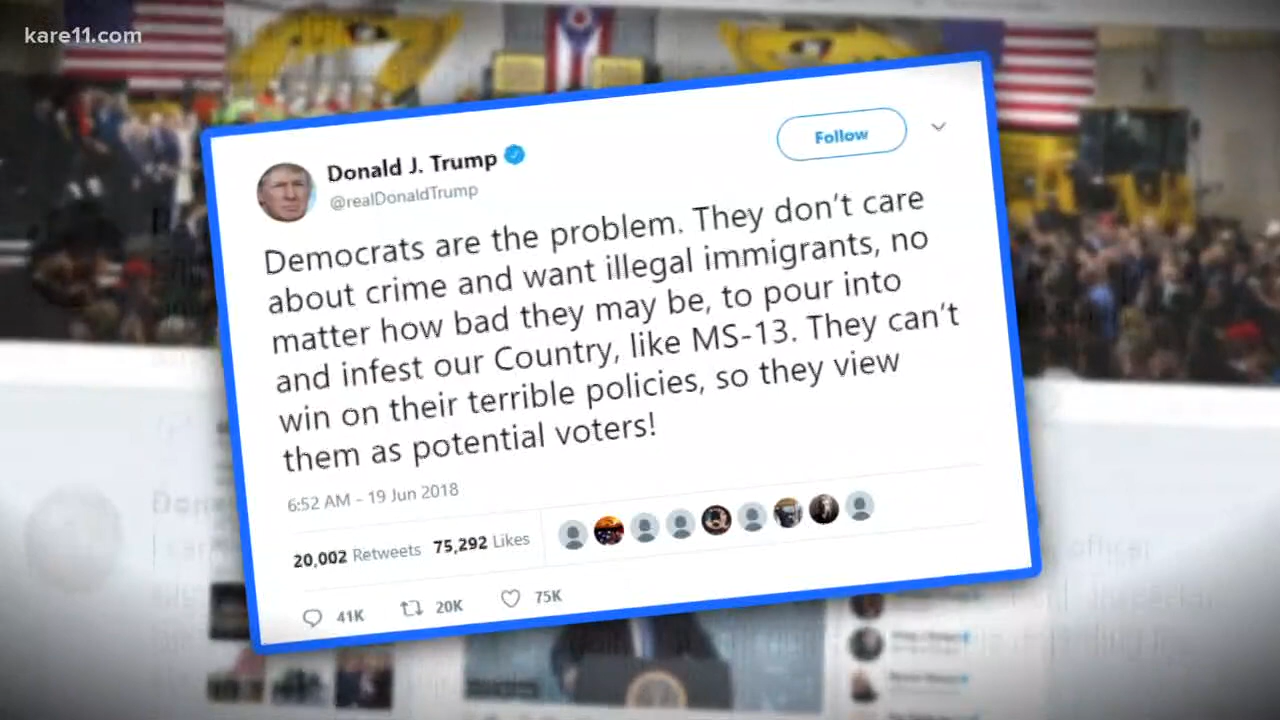 kare11.com
Donald J. Trump
Follow
@realDonaldTrump
Democrats are the problem. They don't care
about crime and want illegal immigrants, no
matter how bad they may be, to pour into
and infest our Country, like MS-13. They can't
win on their terrible policies, so they view
them as potential voters!
6:52 AM - 19 Jun 2018
20,002 Retweets 75,292 Likes
41K 20K 75K